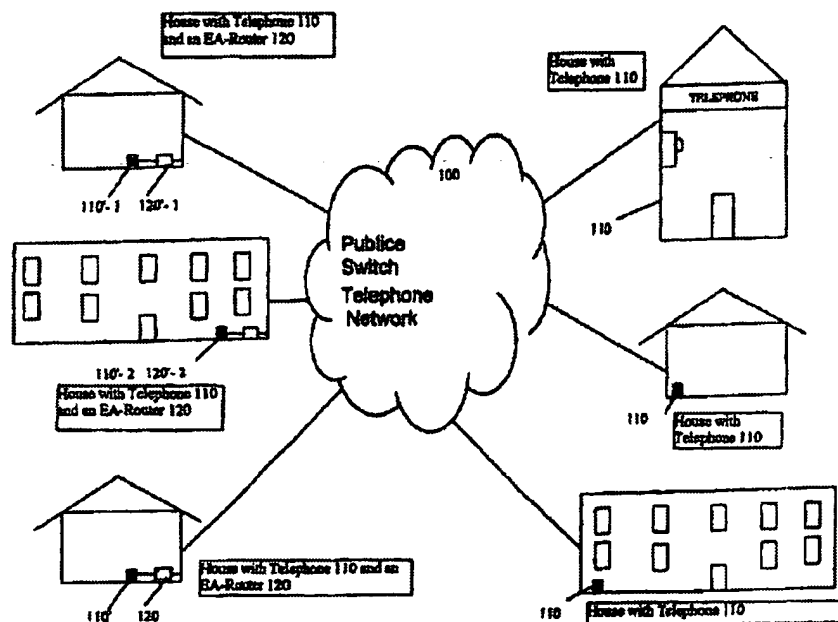 House with Telephone 110
and an EA-Router 120
House with
Telephone 110
TELEPHONE
100
110'- 1
120'- 1
110
Publice
Switch
Telephone
Network
110'- 2
120'- 2
House with Telephone 110
and an EA-Router 120
110
House with
Telephone 110
House with Telephone 110 and an
EA-Router 120
110'
120
110
House with Telephone 110